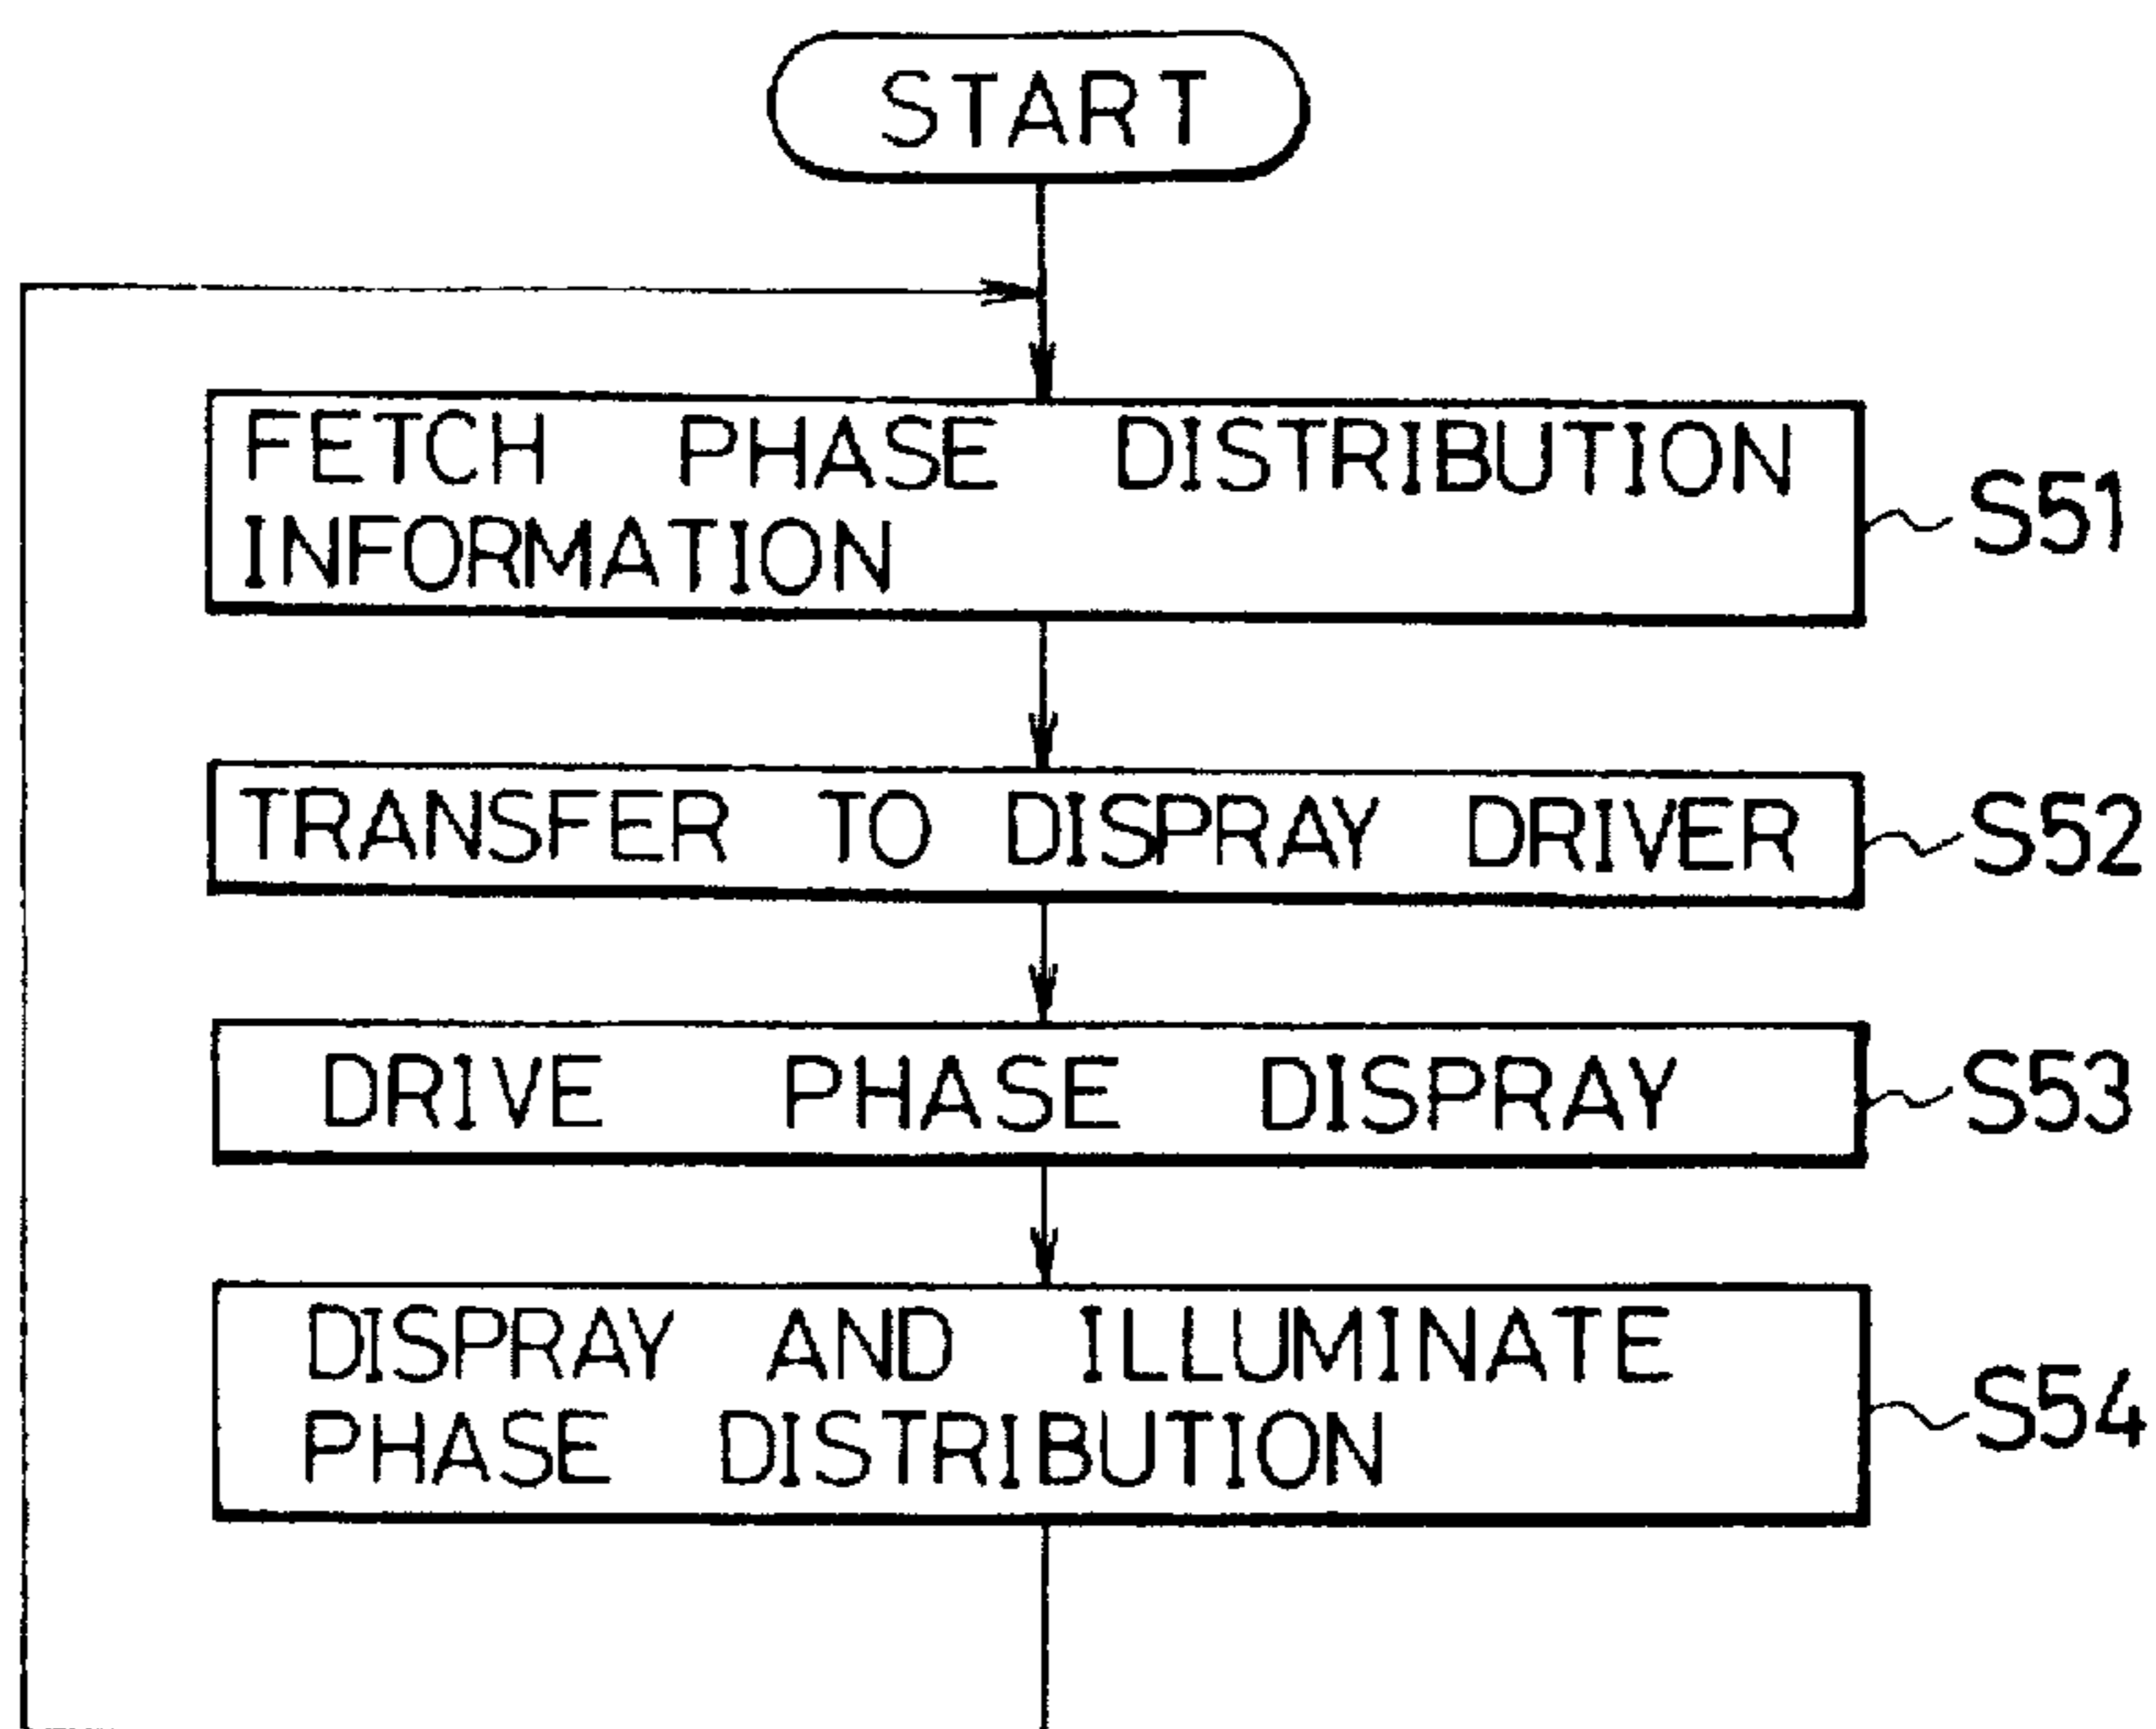 START
FETCH PHASE DISTRIBUTION
INFORMATION
S51
TRANSFER TO DISPRAY DRIVER
S52
DRIVE PHASE DISPRAY
S53
DISPRAY AND ILLUMINATE
PHASE DISTRIBUTION
S54